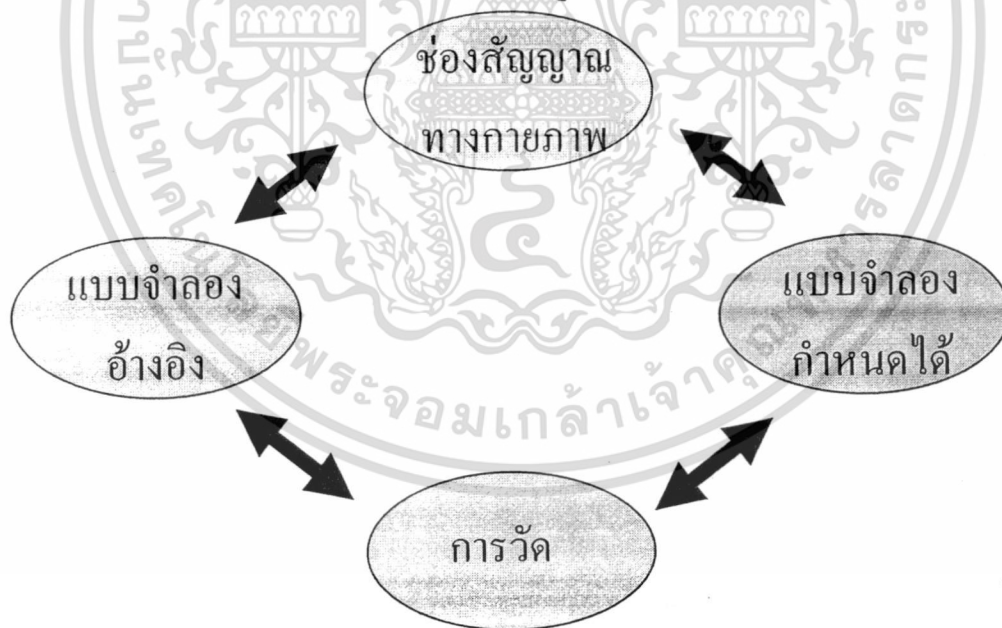 ช่องสัญญาณ
ทางกายภาพ
แบบจำลอง
อ้างอิง
แบบจำลอง
กำหนดได้
การวัด
พระจอมเกล้าเจ้าคุณ